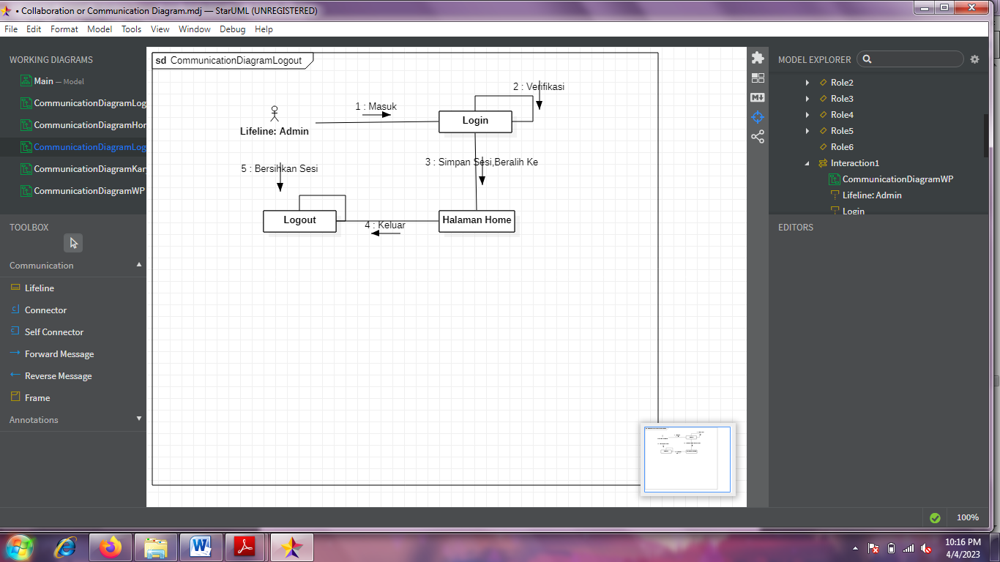 • Collaboration or Communication Diagram.mdj — StarUML (UNREGISTERED)
File Edit Format Model Tools View Window Debug Help
WORKING DIAGRAMS
Main — Model
CommunicationDiagramLog
CommunicationDiagramHor
CommunicationDiagramLog
CommunicationDiagramKar
CommunicationDiagramWP
TOOLBOX
Communication
Lifeline
Connector
Self Connector
Forward Message
Reverse Message
Frame
Annotations
sd CommunicationDiagramLogout
2 : Verifikasi
1 : Masuk
Login
Lifeline: Admin
3 : Simpan Sesi,Beralih Ke
5 : Bersihkan Sesi
Logout
Halaman Home
4 : Keluar
MODEL EXPLORER
Role2
Role3
Role4
Role5
Role6
Interaction1
CommunicationDiagramWP
Lifeline: Admin
Login
EDITORS
100%
10:16 PM
4/4/2023